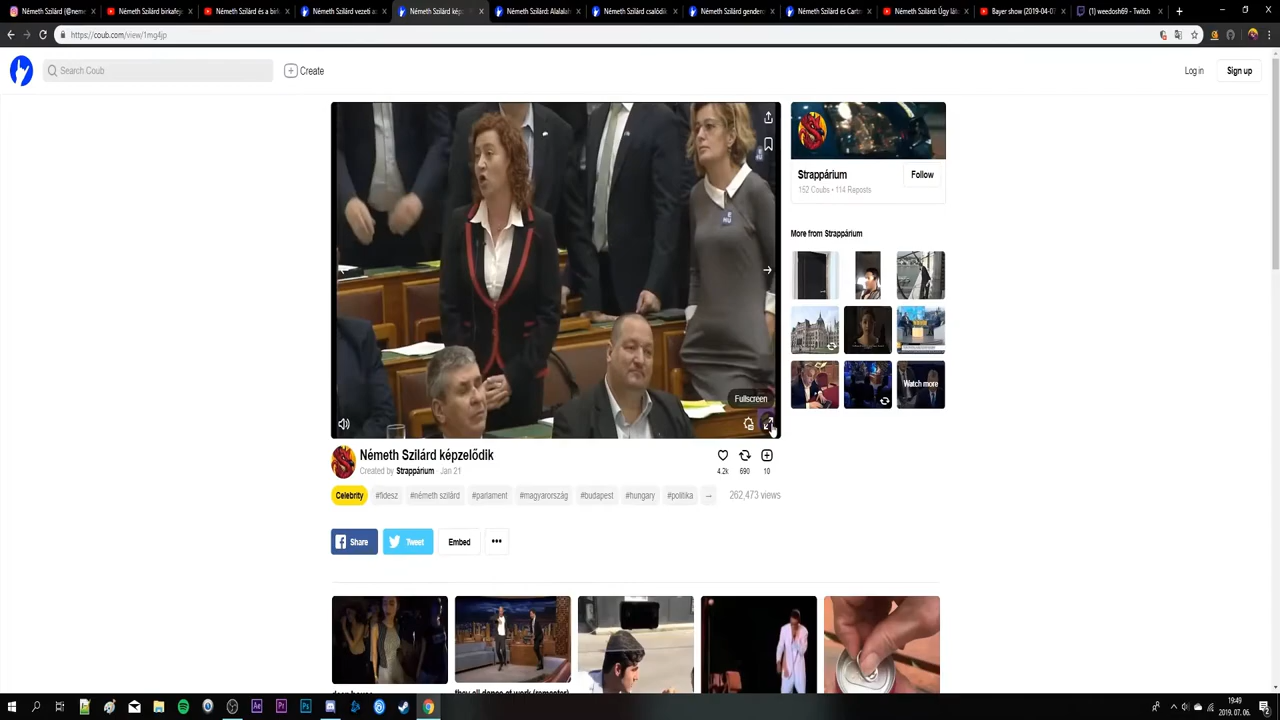 Németh Szilárd (@neme
Németh Szilárd birkafej
Németh Szilárd és a birk
Németh Szilárd vezeti a
Németh Szilárd képz
Németh Szilárd: Alalala
Németh Szilárd csalódik
Németh Szilárd gender
Németh Szilárd és Cart
Németh Szilárd: Úgy lát
Bayer show (2019-04-07
(1) weedosh69 - Twitch
https://coub.com/view/1mg4jp
Search Coub
Create
Log in
Sign up
Strappárium
Follow
152 Coubs • 114 Reposts
More from Strappárium
Watch more
Fullscreen
Németh Szilárd képzelődik
Created by Strappárium · Jan 21
4.2k 690 10
Celebrity #fidesz #németh szilárd #parlament #magyarország #budapest #hungary #politika → 262,473 views
Share Tweet Embed •••
they all dance at work (remaster)
19:49
2019. 07. 06.